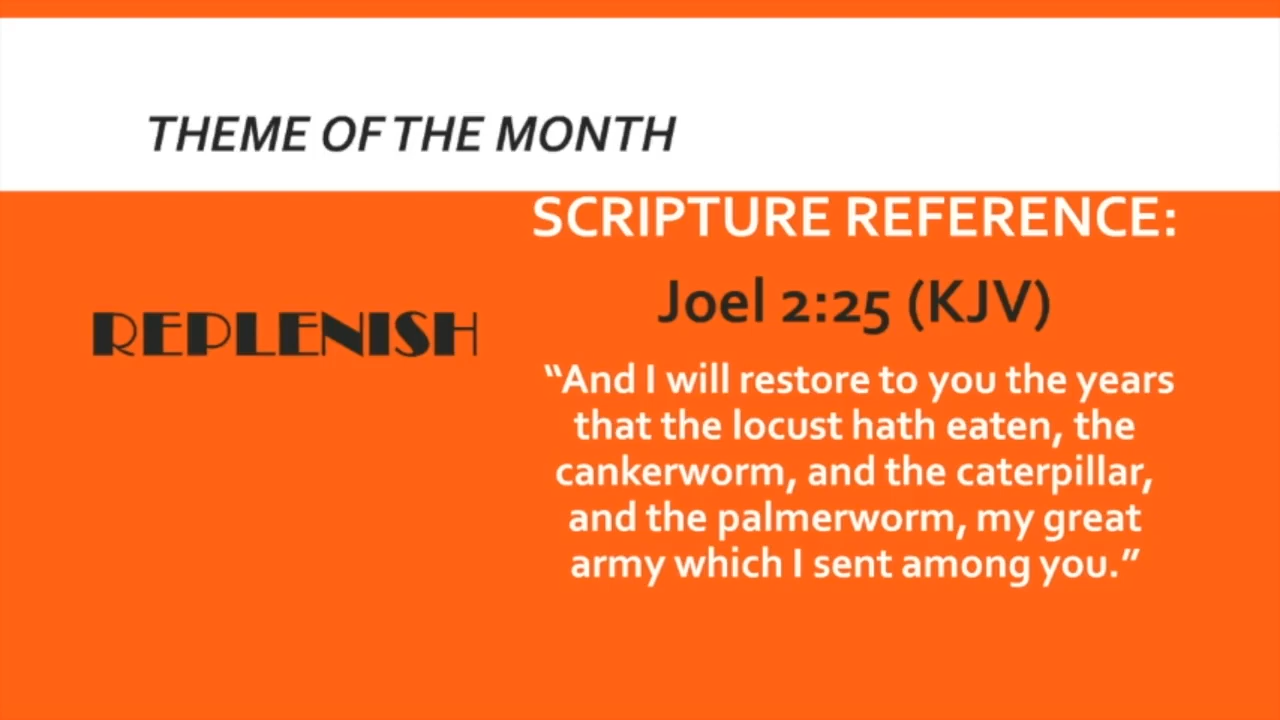 THEME OF THE MONTH
REPLENISH
SCRIPTURE REFERENCE:
Joel 2:25 (KJV)
“And I will restore to you the years
that the locust hath eaten, the
cankerworm, and the caterpillar,
and the palmerworm, my great
army which I sent among you.”